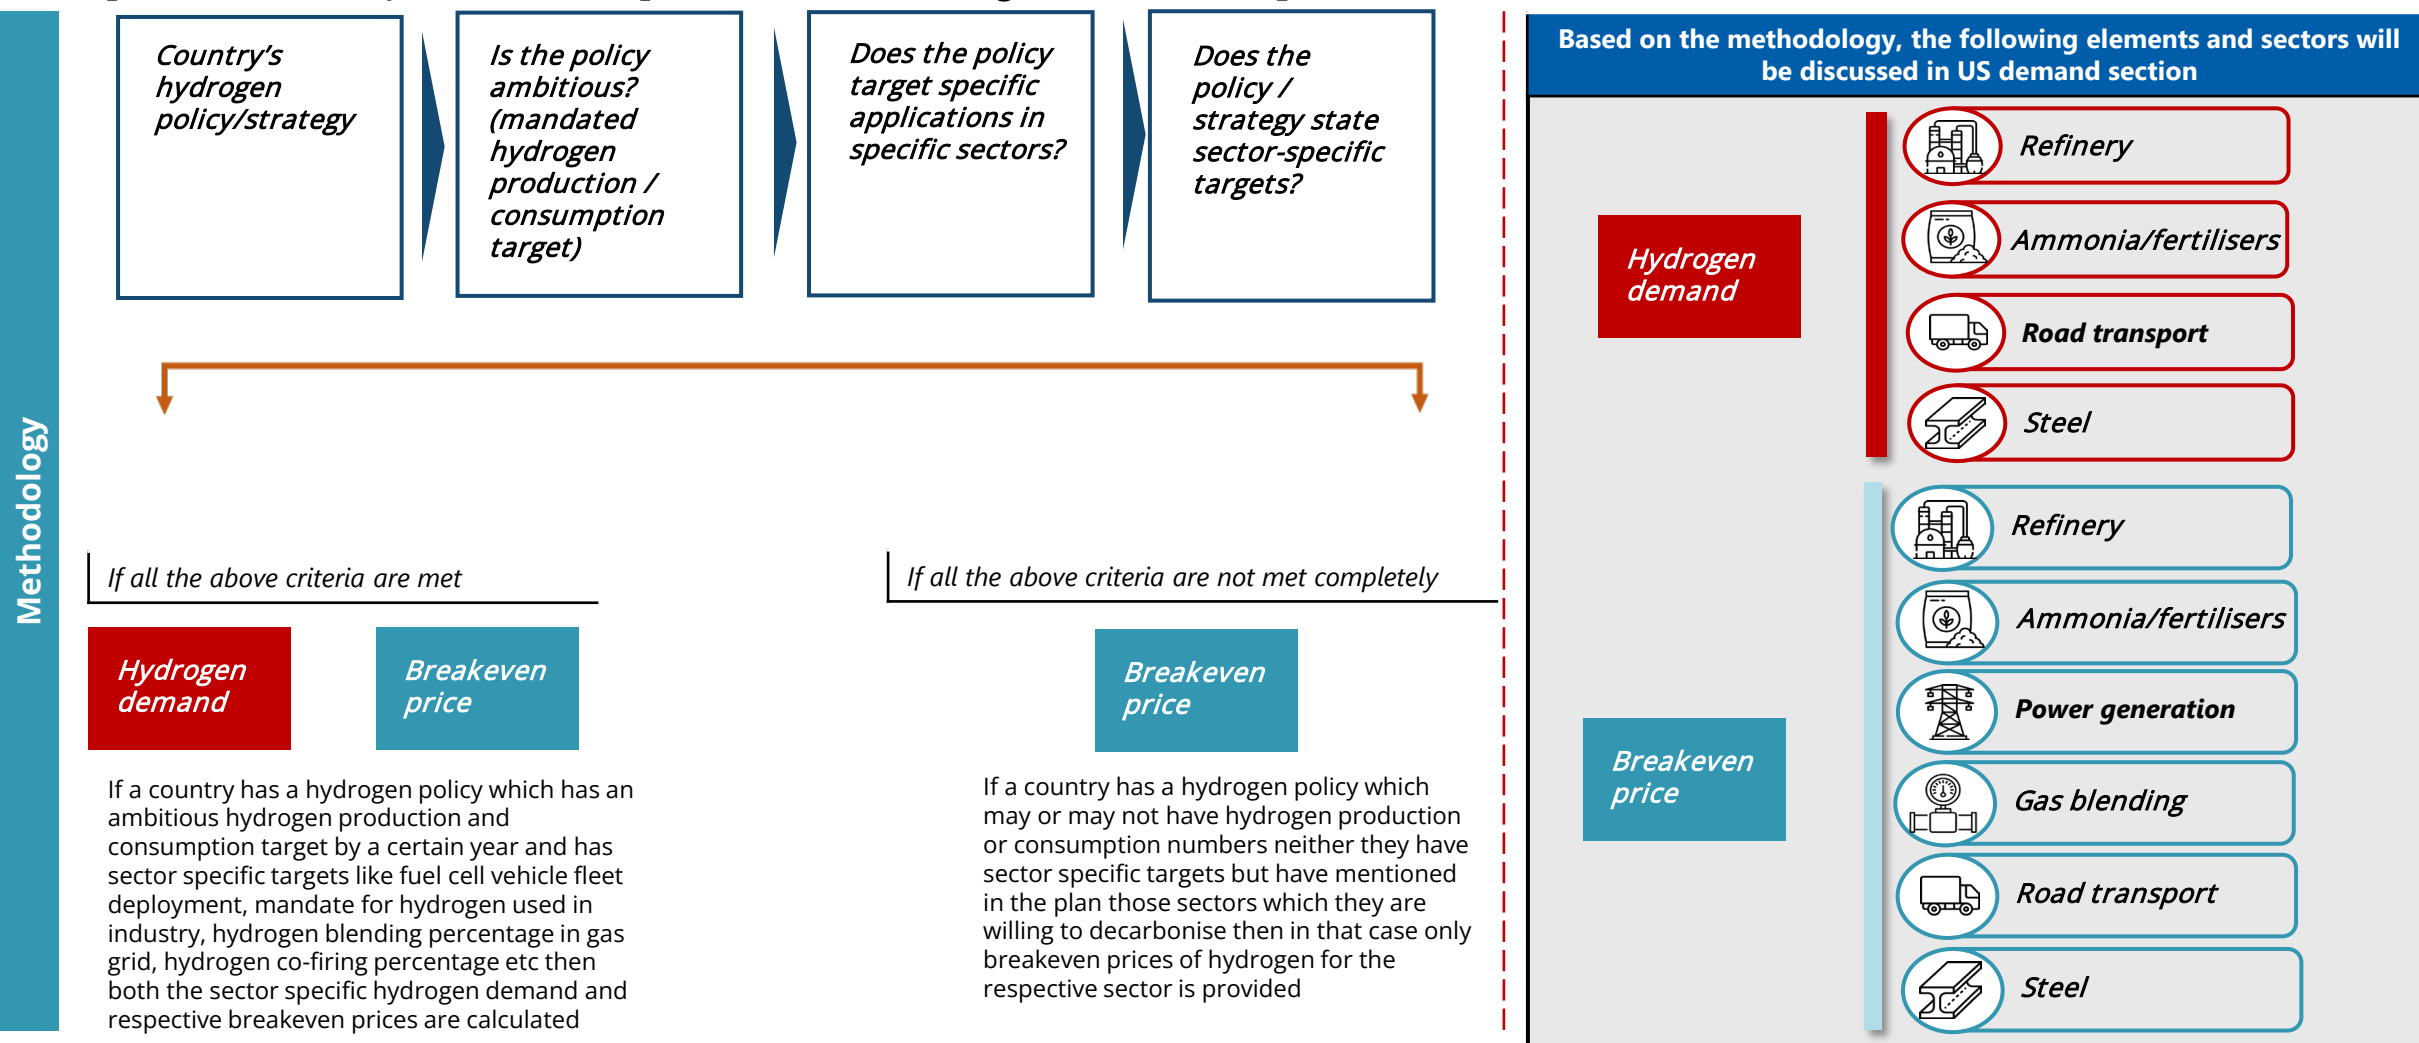 Methodology
Country's
hydrogen
policy/strategy
Is the policy
ambitious?
(mandated
hydrogen
production /
consumption
target)
Does the policy
target specific
applications in
specific sectors?
Does the
policy /
strategy state
sector-specific
targets?
If all the above criteria are met
Hydrogen
demand
Breakeven
price
If a country has a hydrogen policy which has an
ambitious hydrogen production and
consumption target by a certain year and has
sector specific targets like fuel cell vehicle fleet
deployment, mandate for hydrogen used in
industry, hydrogen blending percentage in gas
grid, hydrogen co-firing percentage etc then
both the sector specific hydrogen demand and
respective breakeven prices are calculated
If all the above criteria are not met completely
Breakeven
price
If a country has a hydrogen policy which
may or may not have hydrogen production
or consumption numbers neither they have
sector specific targets but have mentioned
in the plan those sectors which they are
willing to decarbonise then in that case only
breakeven prices of hydrogen for the
respective sector is provided
Based on the methodology, the following elements and sectors will
be discussed in US demand section
Hydrogen
demand
Refinery
Ammonia/fertilisers
Road transport
Steel
Breakeven
price
Refinery
Ammonia/fertilisers
Power generation
Gas blending
Road transport
Steel